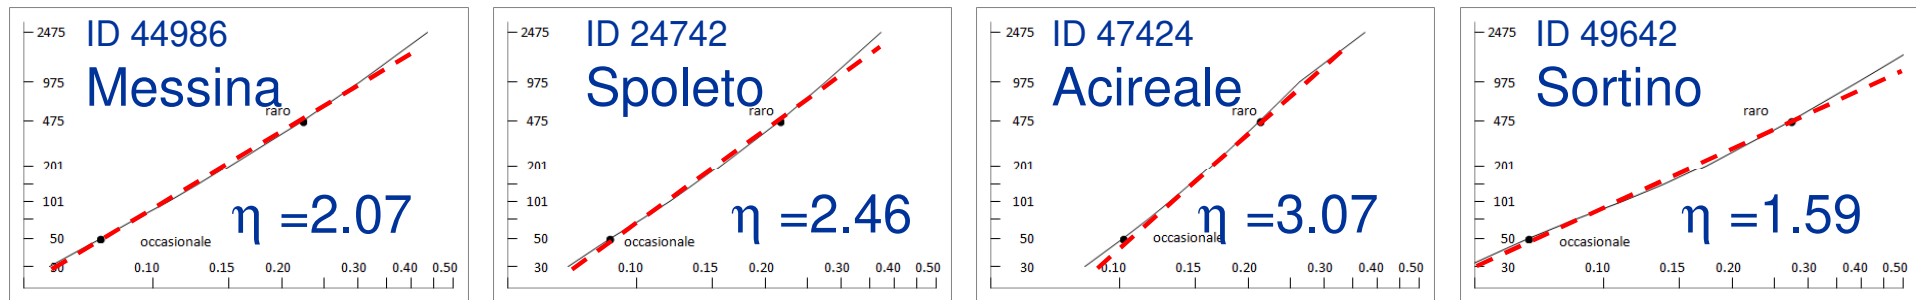 2475
ID 44986
Messina
975
raro
475
201
101
η =2.07
50
occasionale
30
0.10
0.15
0.20
0.30
0.40
0.50
2475
ID 24742
Spoleto
975
raro
475
201
101
η =2.46
50
occasionale
30
0.10
0.15
0.20
0.30
0.40
0.50
2475
ID 47424
Acireale
975
raro
475
201
101
η =3.07
50
occasionale
30
0.10
0.15
0.20
0.30
0.40
0.50
2475
ID 49642
Sortino
975
raro
475
201
101
η =1.59
50
occasionale
30
0.10
0.15
0.20
0.30
0.40
0.50